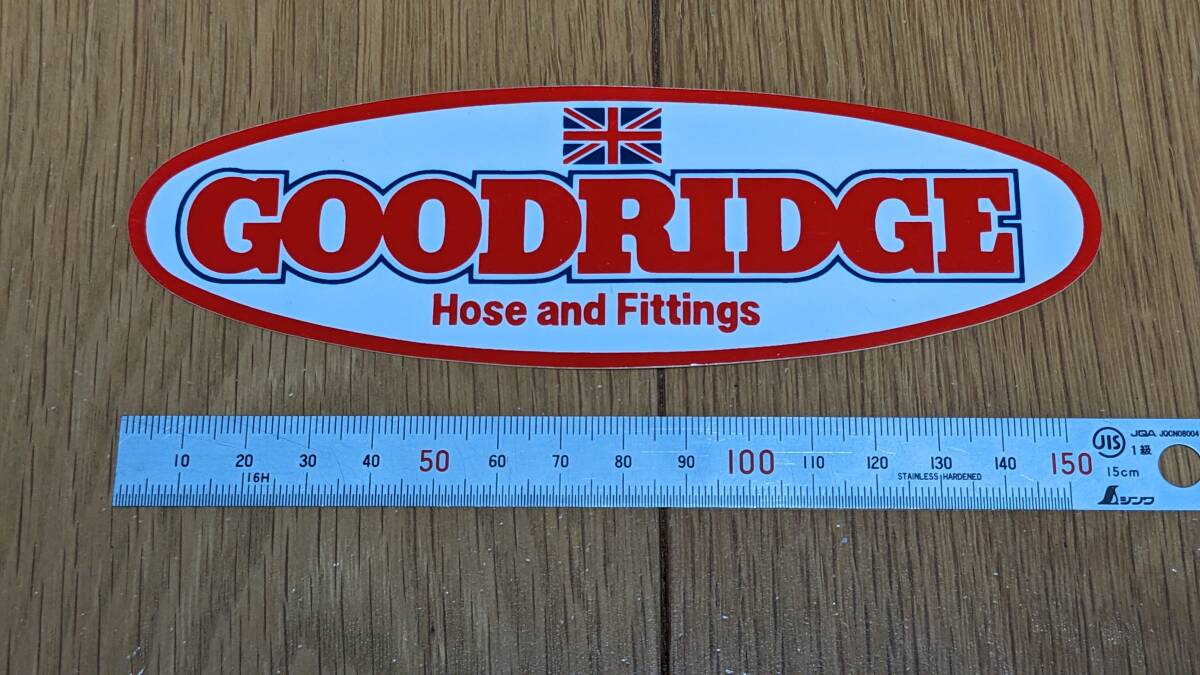 GOODRIDGE
Hose and Fittings
10 20 30 40 50 60 70 80 90 100 110 120 130 140 150
16H
STAINLESS HARDENED
JIS
JQA JQCN08004
1級
15cm
シンワ